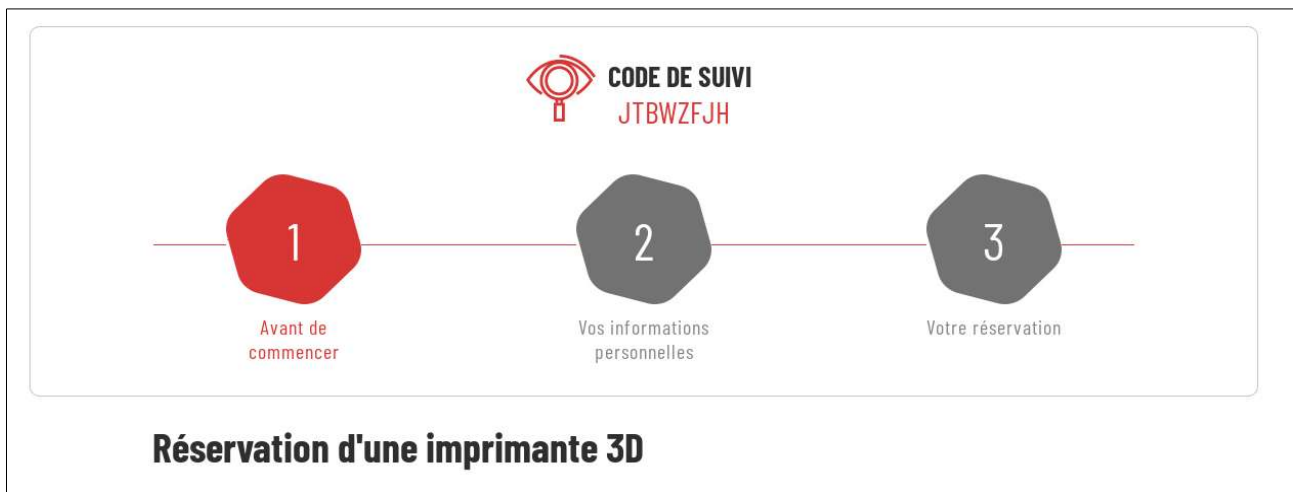 CODE DE SUIVI
JTBWZFJH
1
2
3
Avant de
commencer
Vos informations
personnelles
Votre réservation
Réservation d'une imprimante 3D